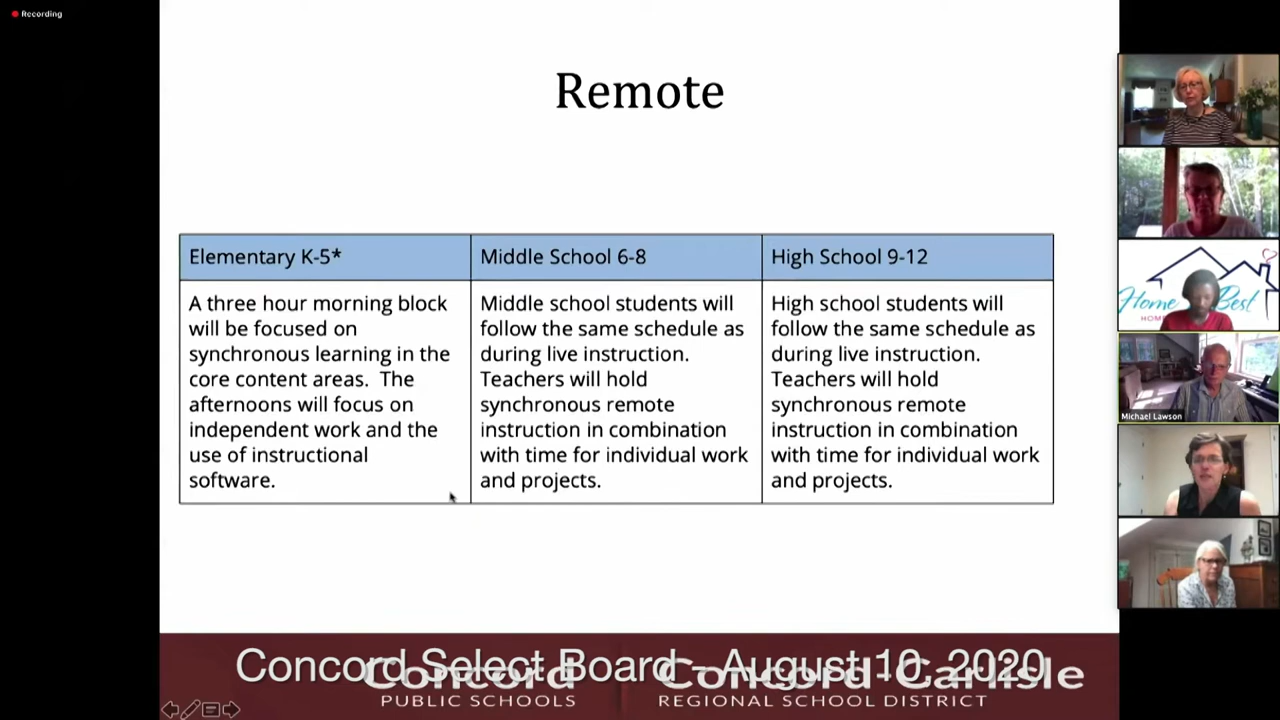 Recording
Remote
Elementary K-5*
A three hour morning block
will be focused on
synchronous learning in the
core content areas. The
afternoons will focus on
independent work and the
use of instructional
software.
Middle School 6-8
Middle school students will
follow the same schedule as
during live instruction.
Teachers will hold
synchronous remote
instruction in combination
with time for individual work
and projects.
High School 9-12
High school students will
follow the same schedule as
during live instruction.
Teachers will hold
synchronous remote
instruction in combination
with time for individual work
and projects.
Home Best
Michael Lawson
Concord Select Board - August 10, 2020
Concord
PUBLIC SCHOOLS
Concord-Carlisle
REGIONAL SCHOOL DISTRICT